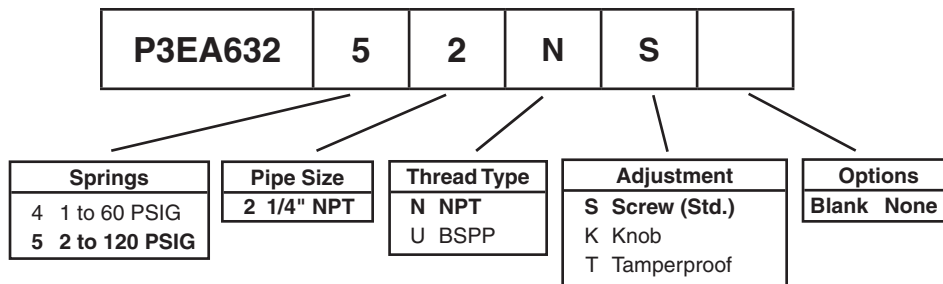 P3EA632 5 2 N S
Springs
4 1 to 60 PSIG
5 2 to 120 PSIG
Pipe Size
2 1/4" NPT
Thread Type
N NPT
U BSPP
Adjustment
S Screw (Std.)
K Knob
T Tamperproof
Options
Blank None